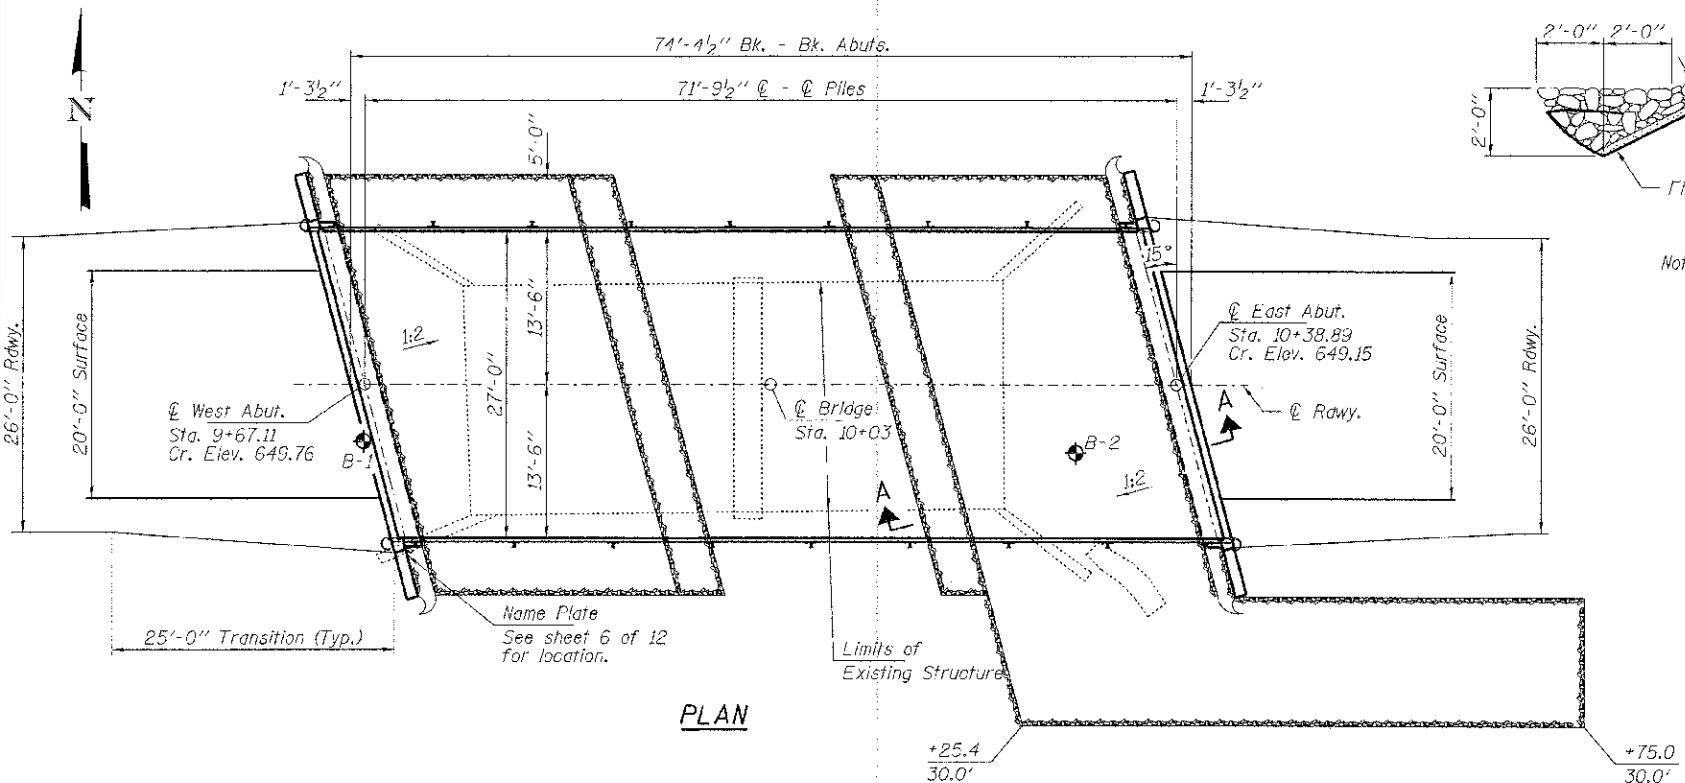 N
74'-4½" Bk. - Bk. Abuts.
1'-3½"
71'-9½" ℄ - ℄ Piles
1'-3½"
2'-0" 2'-0"
2'-0"
5'-0"
15°
26'-0" Rdwy.
20'-0" Surface
1:2
13'-6"
27'-0"
13'-6"
℄ West Abut.
Sta. 9+67.11
Cr. Elev. 649.76
B-1
℄ Bridge
Sta. 10+03
℄ East Abut.
Sta. 10+38.89
Cr. Elev. 649.15
B-2
1:2
A
A
℄ Rdwy.
20'-0" Surface
26'-0" Rdwy.
25'-0" Transition (Typ.)
Name Plate
See sheet 6 of 12
for location.
Limits of
Existing Structure
PLAN
+25.4
30.0'
+75.0
30.0'